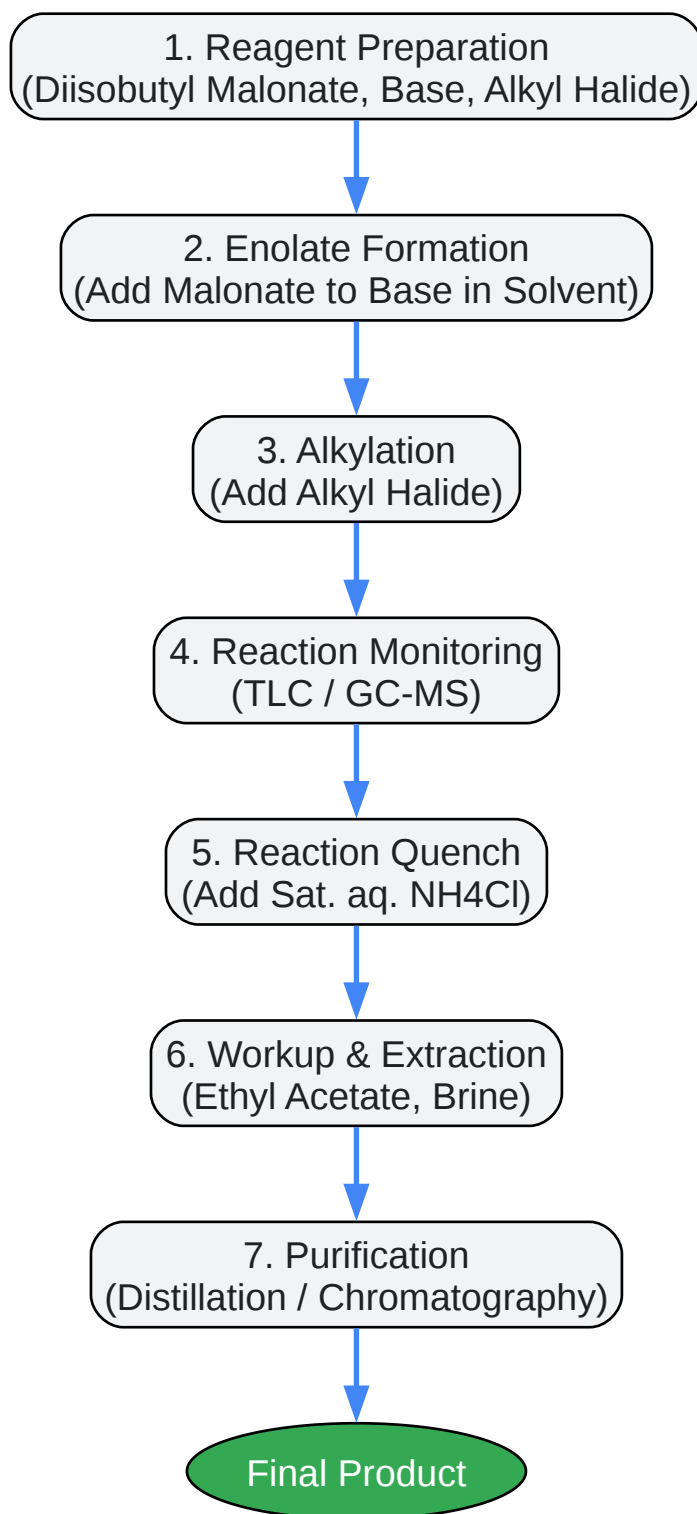 1. Reagent Preparation
(Diisobutyl Malonate, Base, Alkyl Halide)
2. Enolate Formation
(Add Malonate to Base in Solvent)
3. Alkylation
(Add Alkyl Halide)
4. Reaction Monitoring
(TLC / GC-MS)
5. Reaction Quench
(Add Sat. aq. NH4Cl)
6. Workup & Extraction
(Ethyl Acetate, Brine)
7. Purification
(Distillation / Chromatography)
Final Product